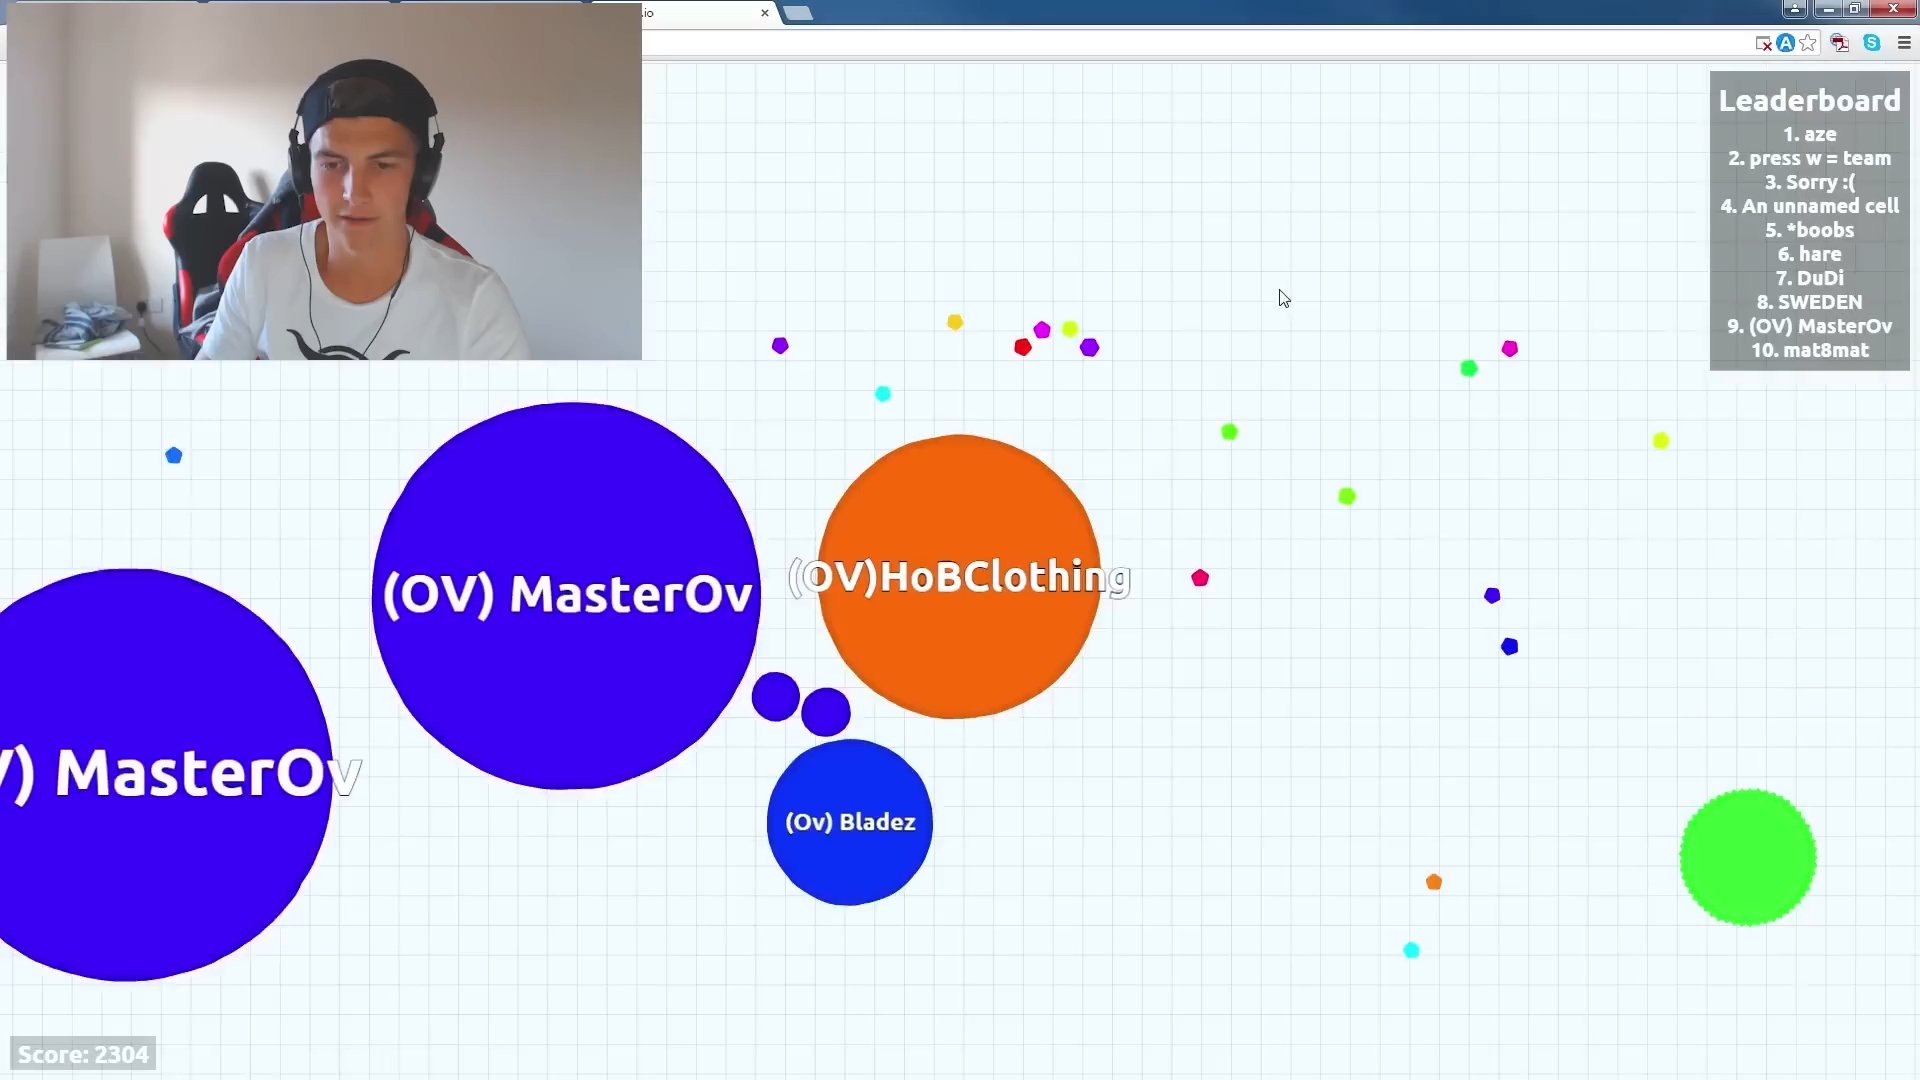 .io
Leaderboard
1. aze
2. press w = team
3. Sorry :(
4. An unnamed cell
5. *boobs
6. hare
7. DuDi
8. SWEDEN
9. (OV) MasterOv
10. mat8mat
(OV) MasterOv
(OV)HoBClothing
V) MasterOv
(Ov) Bladez
Score: 2304